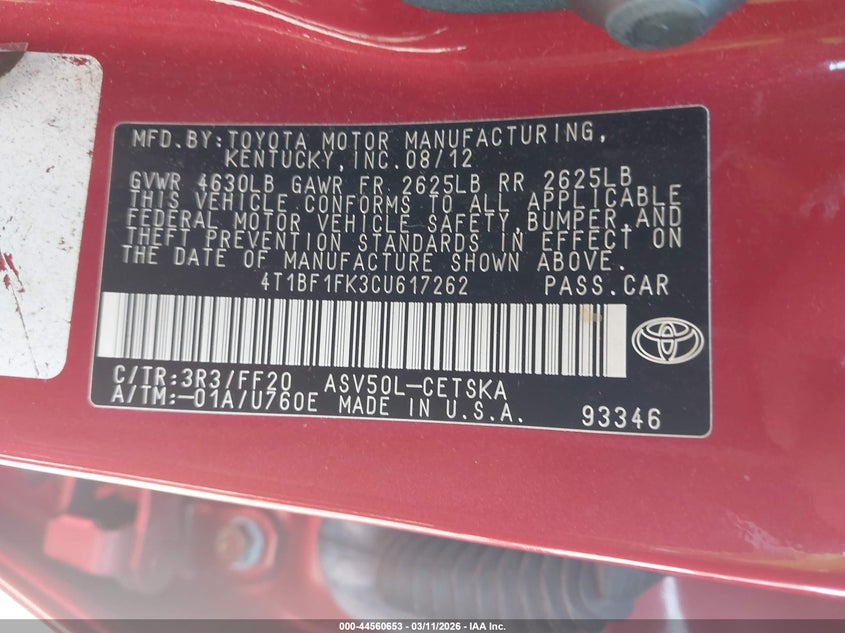 MFD.BY:TOYOTA MOTOR MANUFACTURING,
KENTUCKY,INC.08/12
GVWR 4630LB GAWR FR 2625LB RR 2625LB
THIS VEHICLE CONFORMS TO ALL APPLICABLE
FEDERAL MOTOR VEHICLE SAFETY,BUMPER,AND
THEFT PREVENTION STANDARDS IN EFFECT ON
THE DATE OF MANUFACTURE SHOWN ABOVE.
4T1BF1FK3CU617262 PASS.CAR
C/TR:3R3/FF20 ASV50L-CETSKA
A/TM:-01A/U760E MADE IN U.S.A. 93346
000-44560653 - 03/11/2026 - IAA Inc.